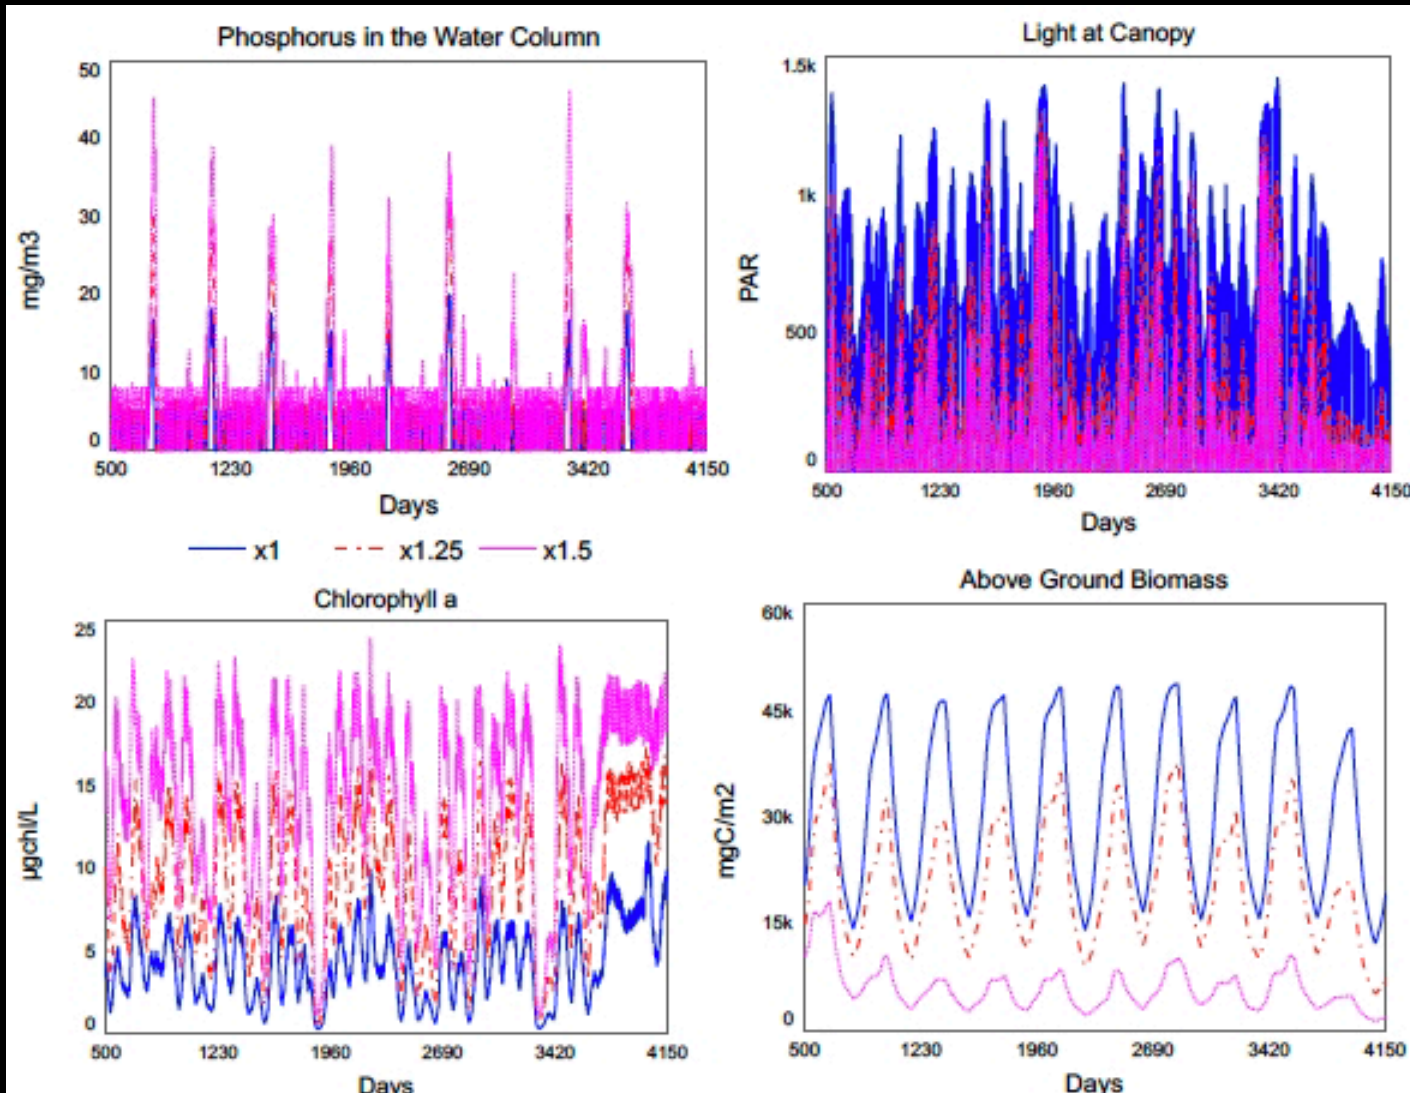 Phosphorus in the Water Column
50
40
30
20
10
0
mg/m3
500 1230 1960 2690 3420 4150
Days
Light at Canopy
1.5k
1k
500
0
PAR
500 1230 1960 2690 3420 4150
Days
x1 x1.25 x1.5
Chlorophyll a
25
20
15
10
5
0
µgchl/L
500 1230 1960 2690 3420 4150
Days
Above Ground Biomass
60k
45k
30k
15k
0
mgC/m2
500 1230 1960 2690 3420 4150
Days